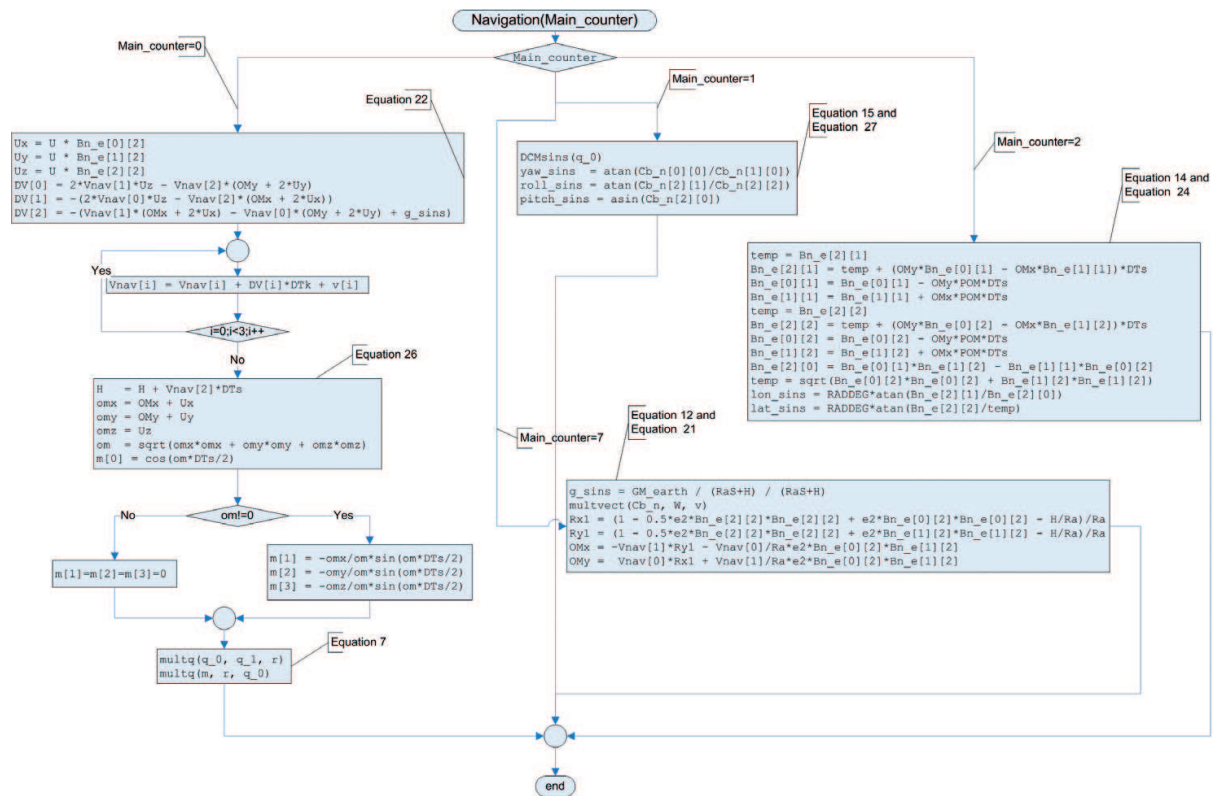 Navigation(Main_counter)
Main_counter
Main_counter=0
Equation 22
Ux = U * Bn_e[0][2]
Uy = U * Bn_e[1][2]
Uz = U * Bn_e[2][2]
DV[0] = 2*Vnav[1]*Uz - Vnav[2]*(OMy + 2*Uy)
DV[1] = -(2*Vnav[0]*Uz - Vnav[2]*(OMx + 2*Ux))
DV[2] = -(Vnav[1]*(OMx + 2*Ux) - Vnav[0]*(OMy + 2*Uy) + g_sins)
Yes
Vnav[i] = Vnav[i] + DV[i]*DTk + v[i]
i=0;i<3;i++
No
Equation 26
H = H + Vnav[2]*DTs
omx = OMx + Ux
omy = OMy + Uy
omz = Uz
om = sqrt(omx*omx + omy*omy + omz*omz)
m[0] = cos(om*DTs/2)
No
om!=0
Yes
m[1]=m[2]=m[3]=0
m[1] = -omx/om*sin(om*DTs/2)
m[2] = -omy/om*sin(om*DTs/2)
m[3] = -omz/om*sin(om*DTs/2)
Equation 7
multq(q_0, q_1, r)
multq(m, r, q_0)
Main_counter=1
Equation 15 and
Equation 27
DCMsins(q_0)
yaw_sins = atan(Cb_n[0][0]/Cb_n[1][0])
roll_sins = atan(Cb_n[2][1]/Cb_n[2][2])
pitch_sins = asin(Cb_n[2][0])
Main_counter=2
Equation 14 and
Equation 24
temp = Bn_e[2][1]
Bn_e[2][1] = temp + (OMy*Bn_e[0][1] - OMx*Bn_e[1][1])*DTs
Bn_e[0][1] = Bn_e[0][1] - OMy*POM*DTs
Bn_e[1][1] = Bn_e[1][1] + OMx*POM*DTs
temp = Bn_e[2][2]
Bn_e[2][2] = temp + (OMy*Bn_e[0][2] - OMx*Bn_e[1][2])*DTs
Bn_e[0][2] = Bn_e[0][2] - OMy*POM*DTs
Bn_e[1][2] = Bn_e[1][2] + OMx*POM*DTs
Bn_e[2][0] = Bn_e[0][1]*Bn_e[1][2] - Bn_e[1][1]*Bn_e[0][2]
temp = sqrt(Bn_e[0][2]*Bn_e[0][2] + Bn_e[1][2]*Bn_e[1][2])
lon_sins = RADDEG*atan(Bn_e[2][1]/Bn_e[2][0])
lat_sins = RADDEG*atan(Bn_e[2][2]/temp)
Main_counter=7
Equation 12 and
Equation 21
g_sins = GM_earth / (RaS+H) / (RaS+H)
multvect(Cb_n, W, v)
Rx1 = (1 - 0.5*e2*Bn_e[2][2]*Bn_e[2][2] + e2*Bn_e[0][2]*Bn_e[0][2] - H/Ra)/Ra
Ry1 = (1 - 0.5*e2*Bn_e[2][2]*Bn_e[2][2] + e2*Bn_e[1][2]*Bn_e[1][2] - H/Ra)/Ra
OMx = -Vnav[1]*Ry1 - Vnav[0]/Ra*e2*Bn_e[0][2]*Bn_e[1][2]
OMy = Vnav[0]*Rx1 + Vnav[1]/Ra*e2*Bn_e[0][2]*Bn_e[1][2]
end